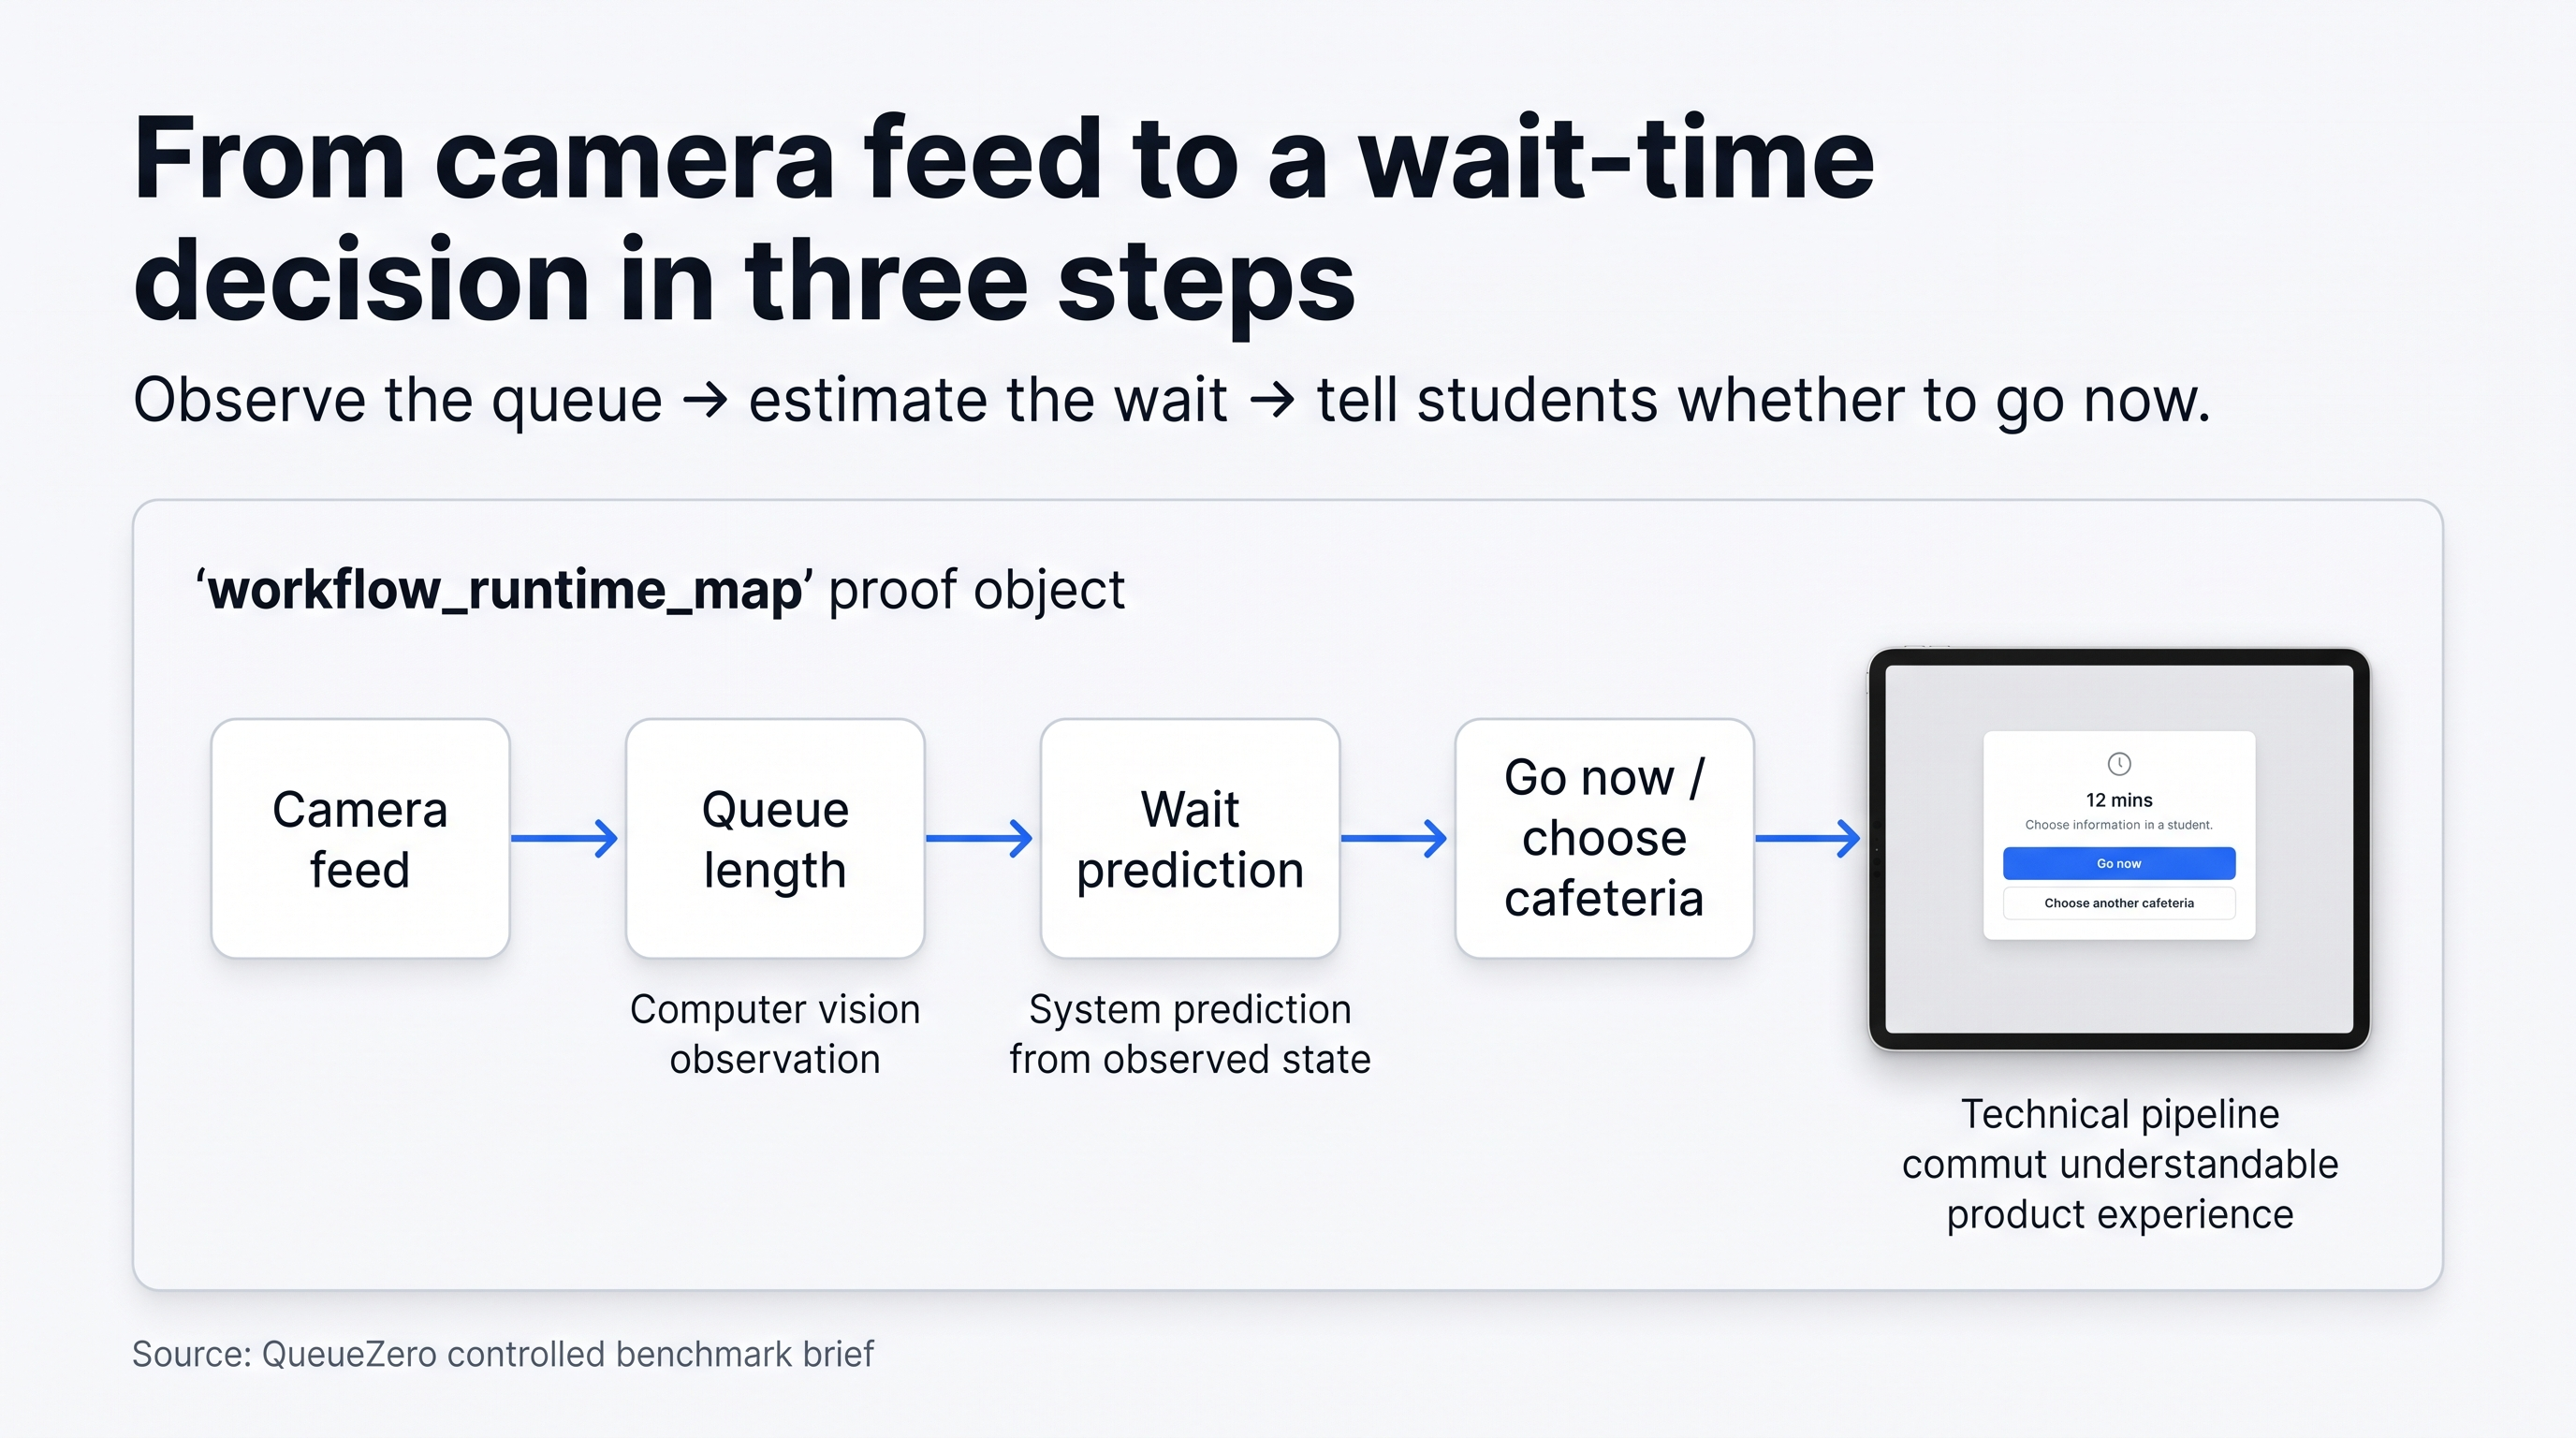 From camera feed to a wait-time
decision in three steps
Observe the queue → estimate the wait → tell students whether to go now.
‘workflow_runtime_map’ proof object
Camera
feed
Queue
length
Wait
prediction
Go now /
choose
cafeteria
12 mins
Choose information in a student.
Go now
Choose another cafeteria
Computer vision
observation
System prediction
from observed state
Technical pipeline
commut understandable
product experience
Source: QueueZero controlled benchmark brief